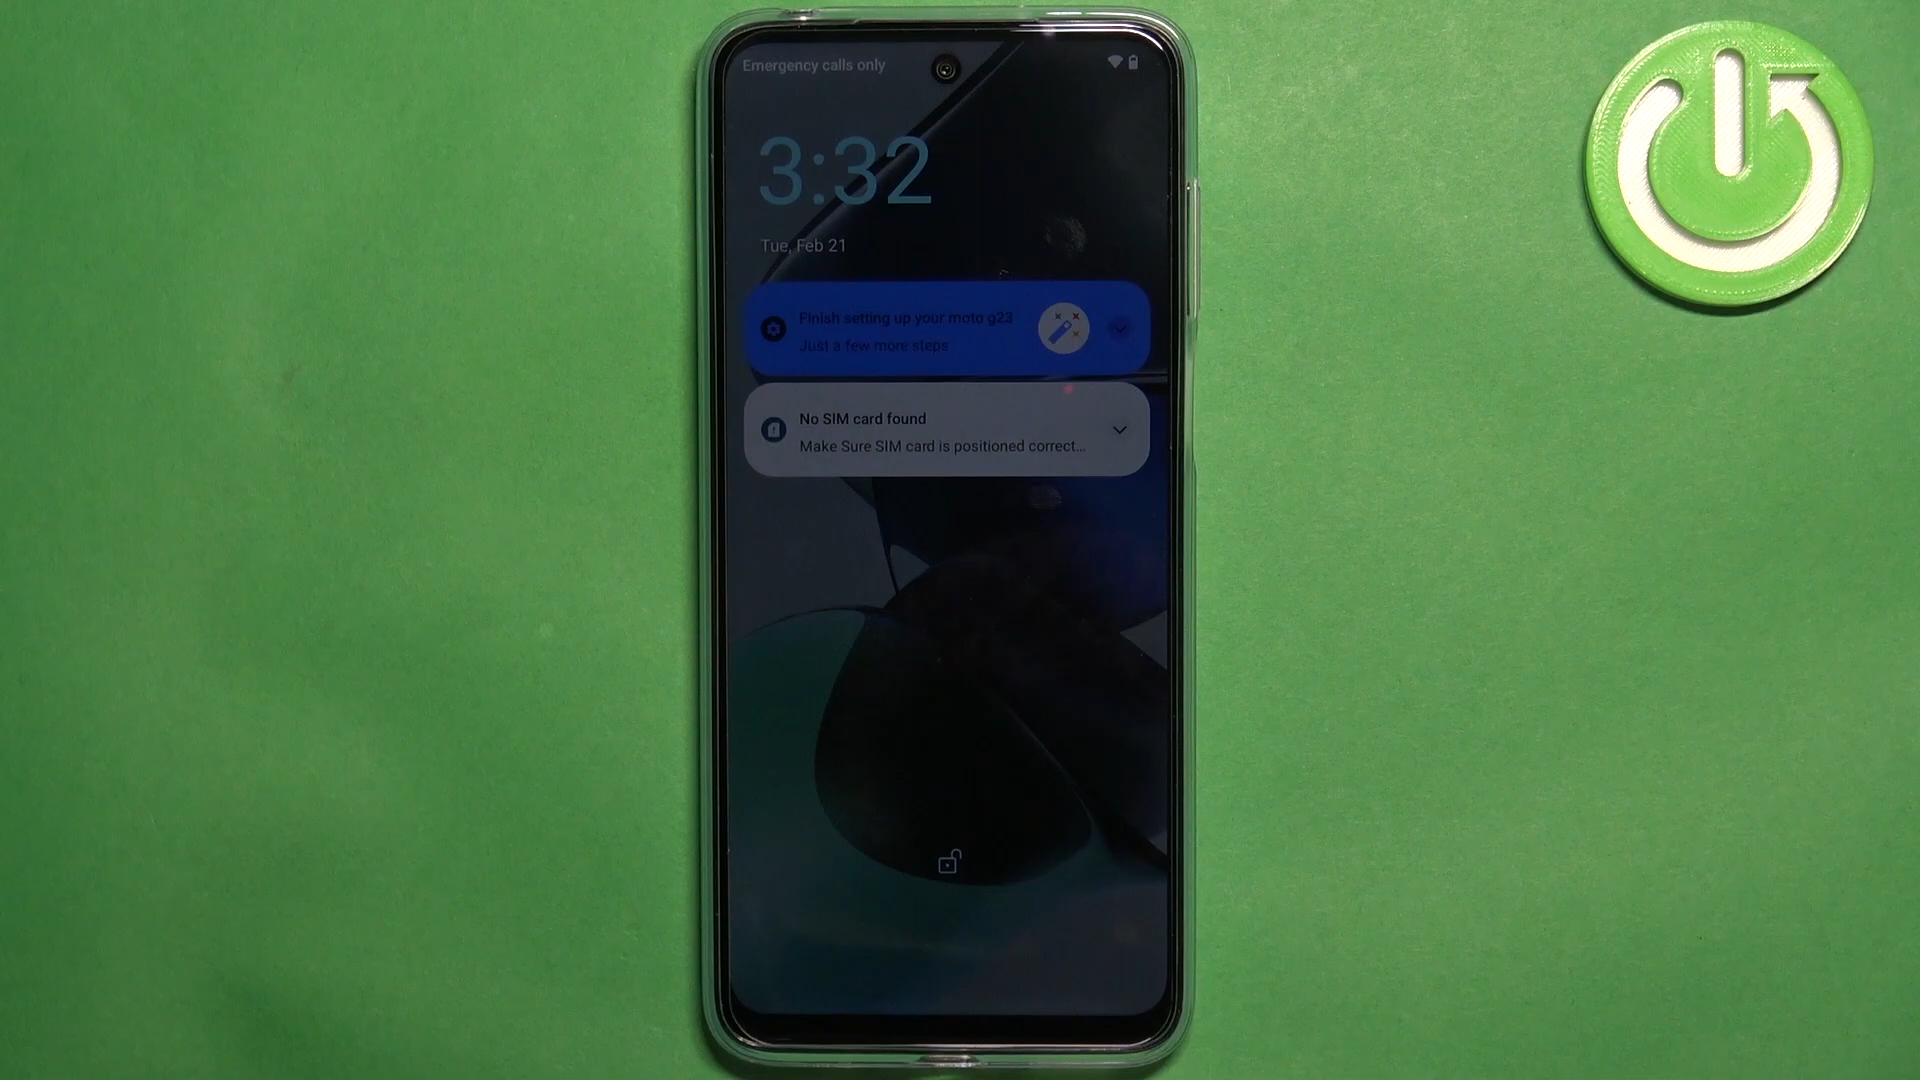 Emergency calls only
3:32
Tue, Feb 21
Finish setting up your moto g23
Just a few more steps
No SIM card found
Make Sure SIM card is positioned correct...